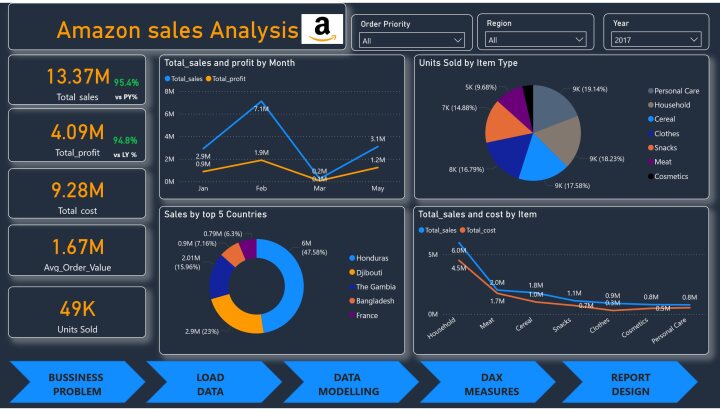 Amazon sales Analysis
a
Order Priority
All
Region
All
Year
2017
13.37M
95.4%
Total sales
vs PY%
4.09M
94.8%
Total_profit
vs LY %
9.28M
Total cost
1.67M
Avg_Order_Value
49K
Units Sold
Total_sales and profit by Month
Total_sales
Total_profit
8M
6M
4M
2M
0M
2.9M
0.9M
7.1M
1.9M
0.2M
0.1M
3.1M
1.2M
Jan
Feb
Mar
May
Units Sold by Item Type
5K (9.68%)
9K (19.14%)
7K (14.88%)
8K (16.79%)
9K (18.23%)
9K (17.58%)
Personal Care
Household
Cereal
Clothes
Snacks
Meat
Cosmetics
Sales by top 5 Countries
0.79M (6.3%)
0.9M (7.16%)
2.01M
(15.96%)
2.9M (23%)
6M
(47.58%)
Honduras
Djibouti
The Gambia
Bangladesh
France
Total_sales and cost by Item
Total_sales
Total_cost
5M
0M
6.0M
4.5M
2.0M
1.7M
1.8M
1.0M
1.1M
0.7M
0.9M
0.3M
0.8M
0.5M
0.8M
Household
Meat
Cereal
Snacks
Clothes
Cosmetics
Personal Care
BUSSINESS
PROBLEM
LOAD
DATA
DATA
MODELLING
DAX
MEASURES
REPORT
DESIGN